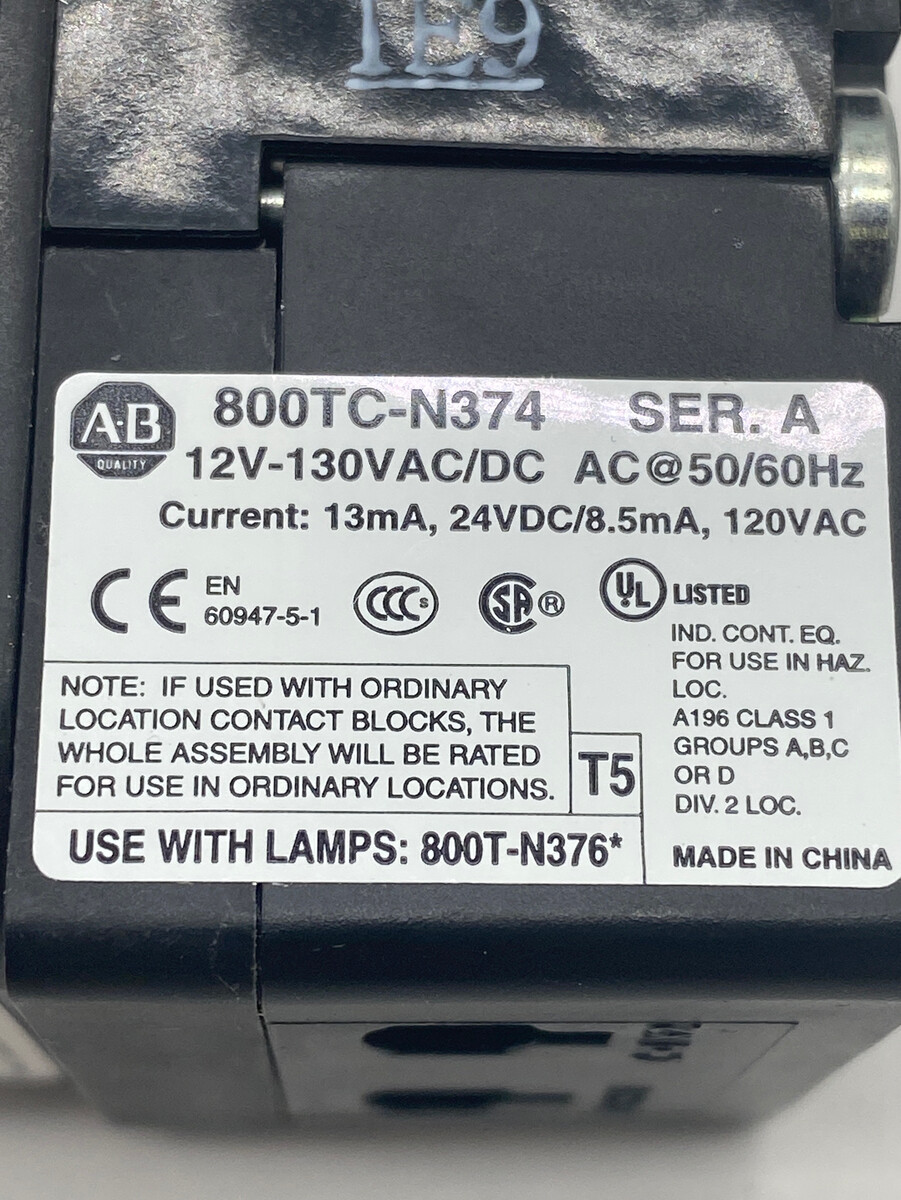 1E9
A-B
QUALITY
800TC-N374 SER. A
12V-130VAC/DC AC@50/60Hz
Current: 13mA, 24VDC/8.5mA, 120VAC
CE EN
60947-5-1
CCC S
SA ®
UL LISTED
IND. CONT. EQ.
FOR USE IN HAZ.
LOC.
A196 CLASS 1
GROUPS A,B,C
OR D
DIV. 2 LOC.
MADE IN CHINA
NOTE: IF USED WITH ORDINARY
LOCATION CONTACT BLOCKS, THE
WHOLE ASSEMBLY WILL BE RATED
FOR USE IN ORDINARY LOCATIONS.
T5
USE WITH LAMPS: 800T-N376*